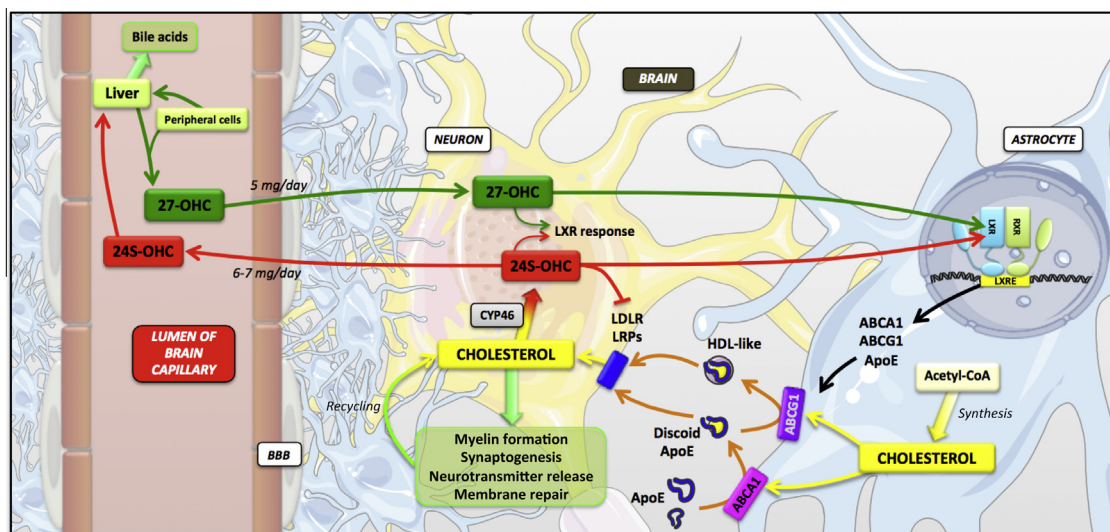 Bile acids
BRAIN
Liver
Peripheral cells
NEURON
ASTROCYTE
5 mg/day
27-OHC
27-OHC
LXR
RXR
LXR response
24S-OHC
24S-OHC
6-7 mg/day
LXRE
CYP46
LDLR
LRPs
ABCA1
ABCG1
ApoE
LUMEN OF
BRAIN
CAPILLARY
CHOLESTEROL
HDL-like
Acetyl-CoA
Recycling
ABCG1
Synthesis
Myelin formation
Synaptogenesis
Neurotransmitter release
Membrane repair
Discoid
ApoE
CHOLESTEROL
BBB
ApoE
ABCA1